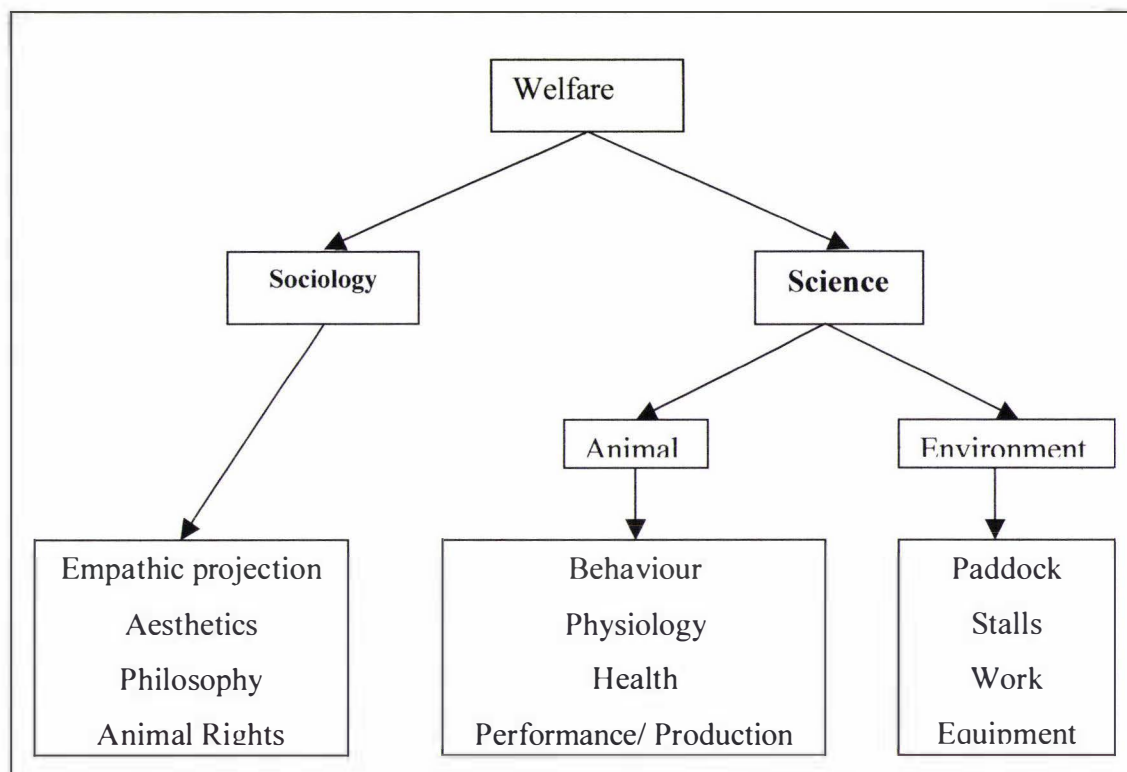 Welfare
Sociology
Science
Animal
Environment
Empathic projection
Aesthetics
Philosophy
Animal Rights
Behaviour
Physiology
Health
Performance/ Production
Paddock
Stalls
Work
Equipment